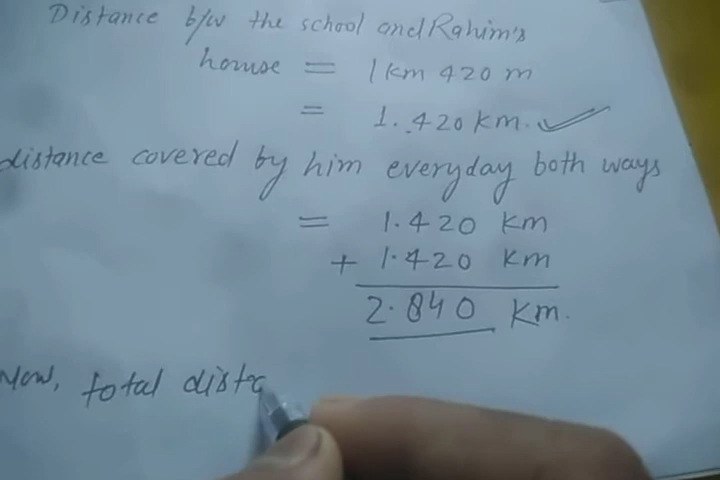 Distance b/w the school and Rahim's
house = 1 km 420 m
= 1.420 km. ✓
distance covered by him everyday both ways
= 1.420 km
+ 1.420 km
2.840 km.
Now, total dista